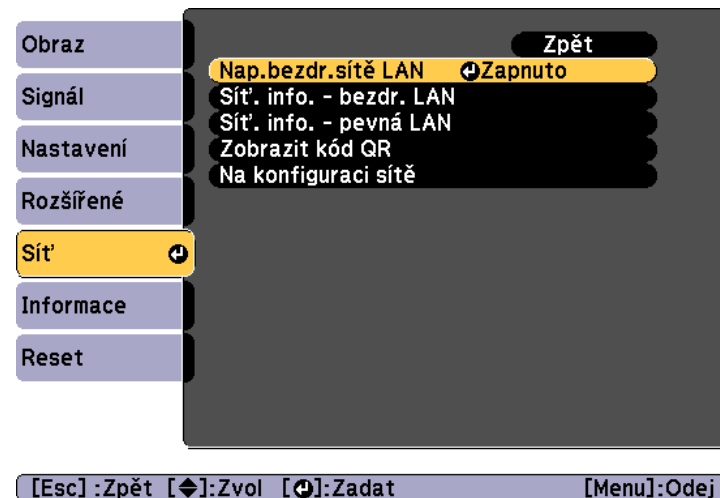 Obraz
Signál
Nastavení
Rozšířené
Síť
Informace
Reset
Zpět
Nap.bezdr.sítě LAN Zapnuto
Síť. info. - bezdr. LAN
Síť. info. - pevná LAN
Zobrazit kód QR
Na konfiguraci sítě
[Esc] :Zpět [ ]:Zvol [ ]:Zadat [Menu]:Odej